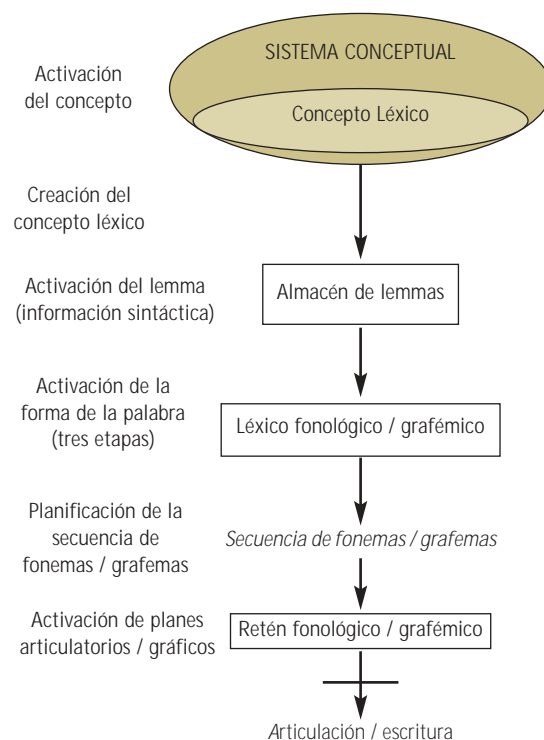 SISTEMA CONCEPTUAL
Activación
del concepto
Concepto Léxico
Creación del
concepto léxico
Activación del lemma
(información sintáctica)
Almacén de lemmas
Activación de la
forma de la palabra
(tres etapas)
Léxico fonológico / grafémico
Planificación de la
secuencia de
fonemas / grafemas
Secuencia de fonemas / grafemas
Activación de planes
articulatorios / gráficos
Retén fonológico / grafémico
Articulación / escritura